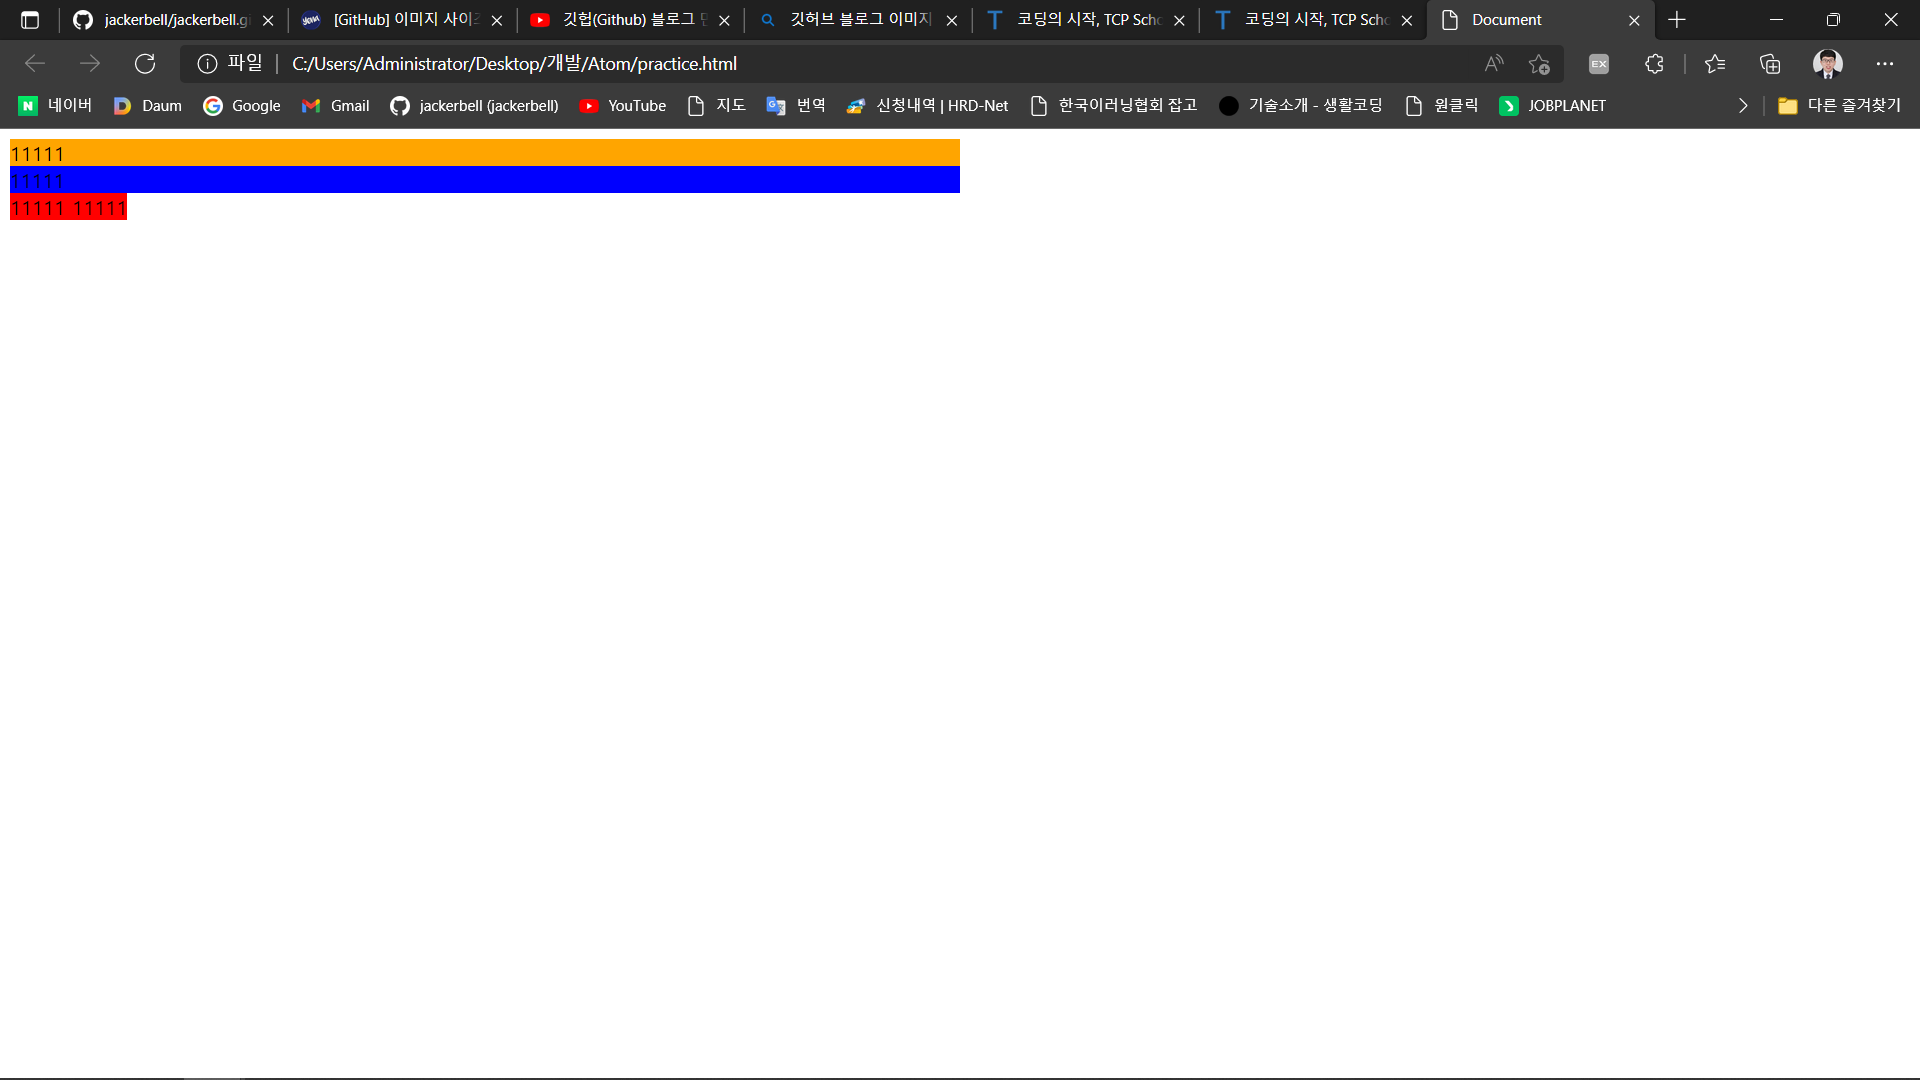 jackerbell/jackerbell.gi
[GitHub] 이미지 사이즈
깃헙(Github) 블로그
깃허브 블로그 이미지
코딩의 시작, TCP Scho
코딩의 시작, TCP Scho
Document
파일 | C:/Users/Administrator/Desktop/개발/Atom/practice.html
EX
네이버 Daum Google Gmail jackerbell (jackerbell) YouTube 지도 번역 신청내역 | HRD-Net 한국이러닝협회 잡고 기술소개 - 생활코딩 원클릭 JOBPLANET 다른 즐겨찾기
11111
11111
11111 11111